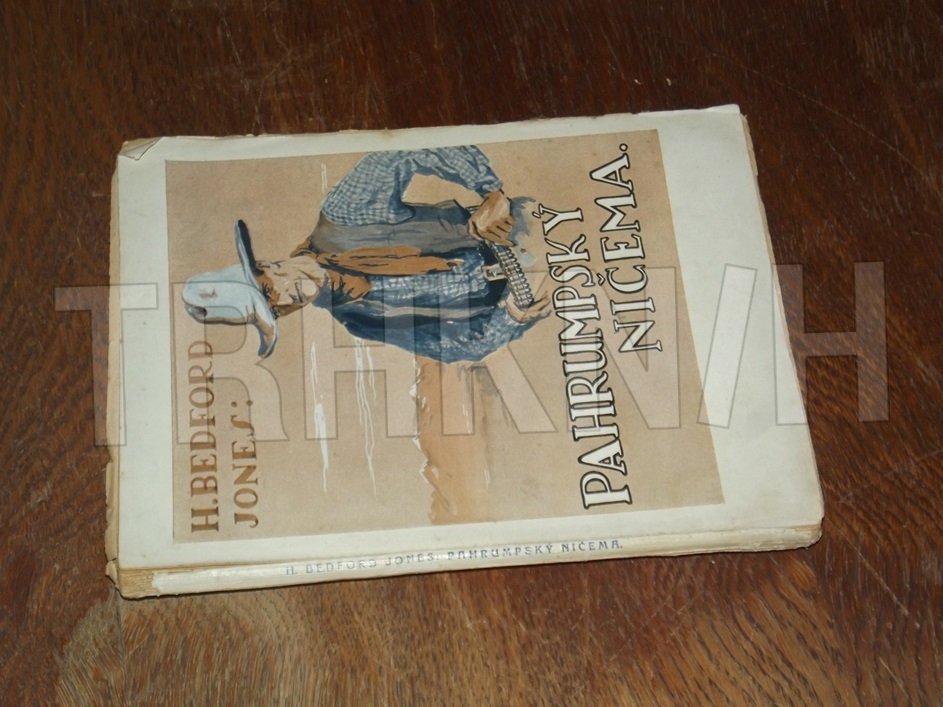 H. BEDFORD
JONES:
PAHRUMPSKÝ
NIČEMA.
H. BEDFORD JONES: PAHRUMPSKÝ NIČEMA.
TRHKNIH